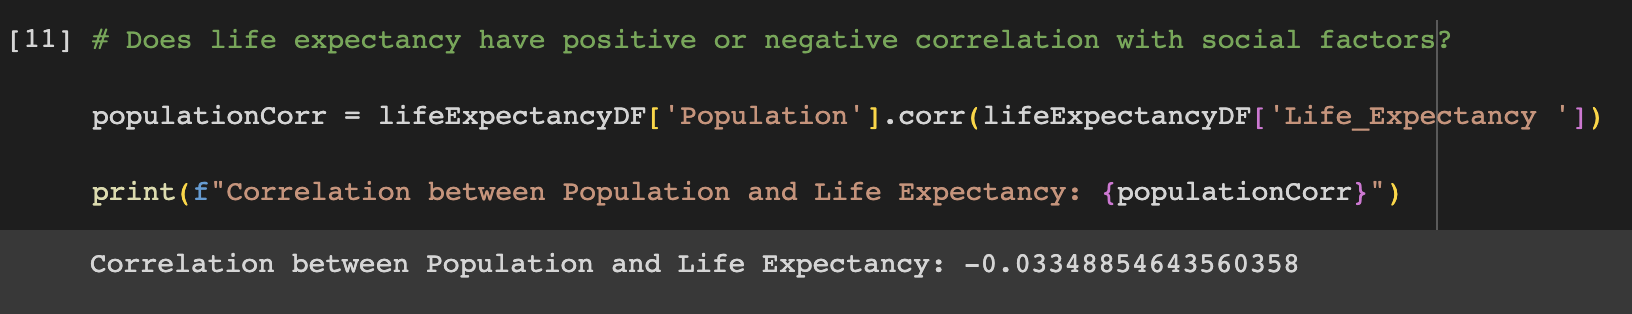 [11] # Does life expectancy have positive or negative correlation with social factors?
populationCorr = lifeExpectancyDF['Population'].corr(lifeExpectancyDF['Life_Expectancy '])
print(f"Correlation between Population and Life Expectancy: {populationCorr}")
Correlation between Population and Life Expectancy: -0.03348854643560358